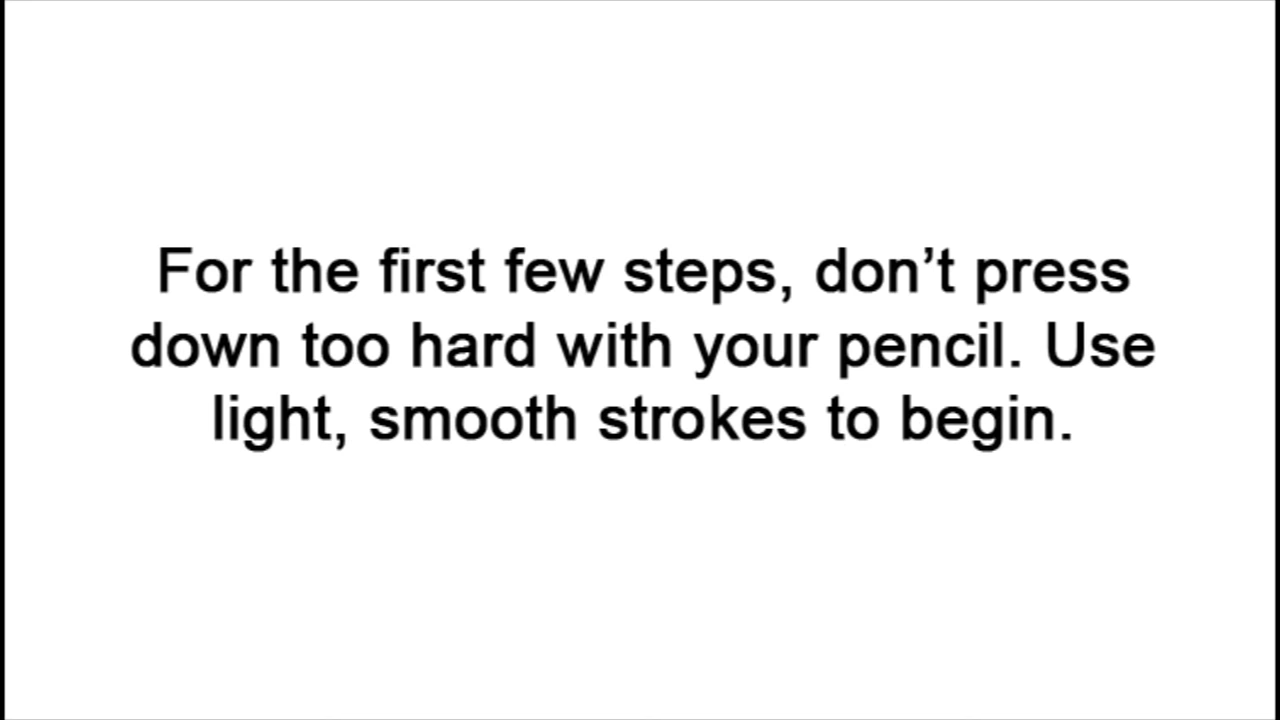 For the first few steps, don’t press
down too hard with your pencil. Use
light, smooth strokes to begin.